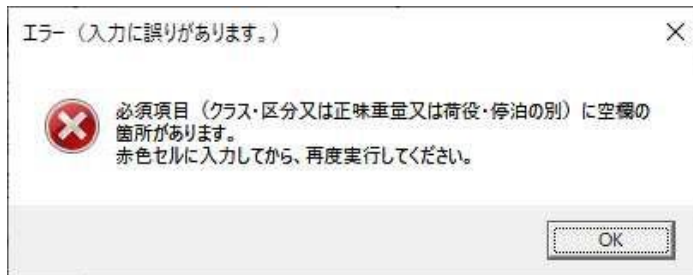 エラー（入力に誤りがあります。）
必須項目（クラス・区分又は正味重量又は荷役・停泊の別）に空欄の
箇所があります。
赤色セルに入力してから、再度実行してください。
OK